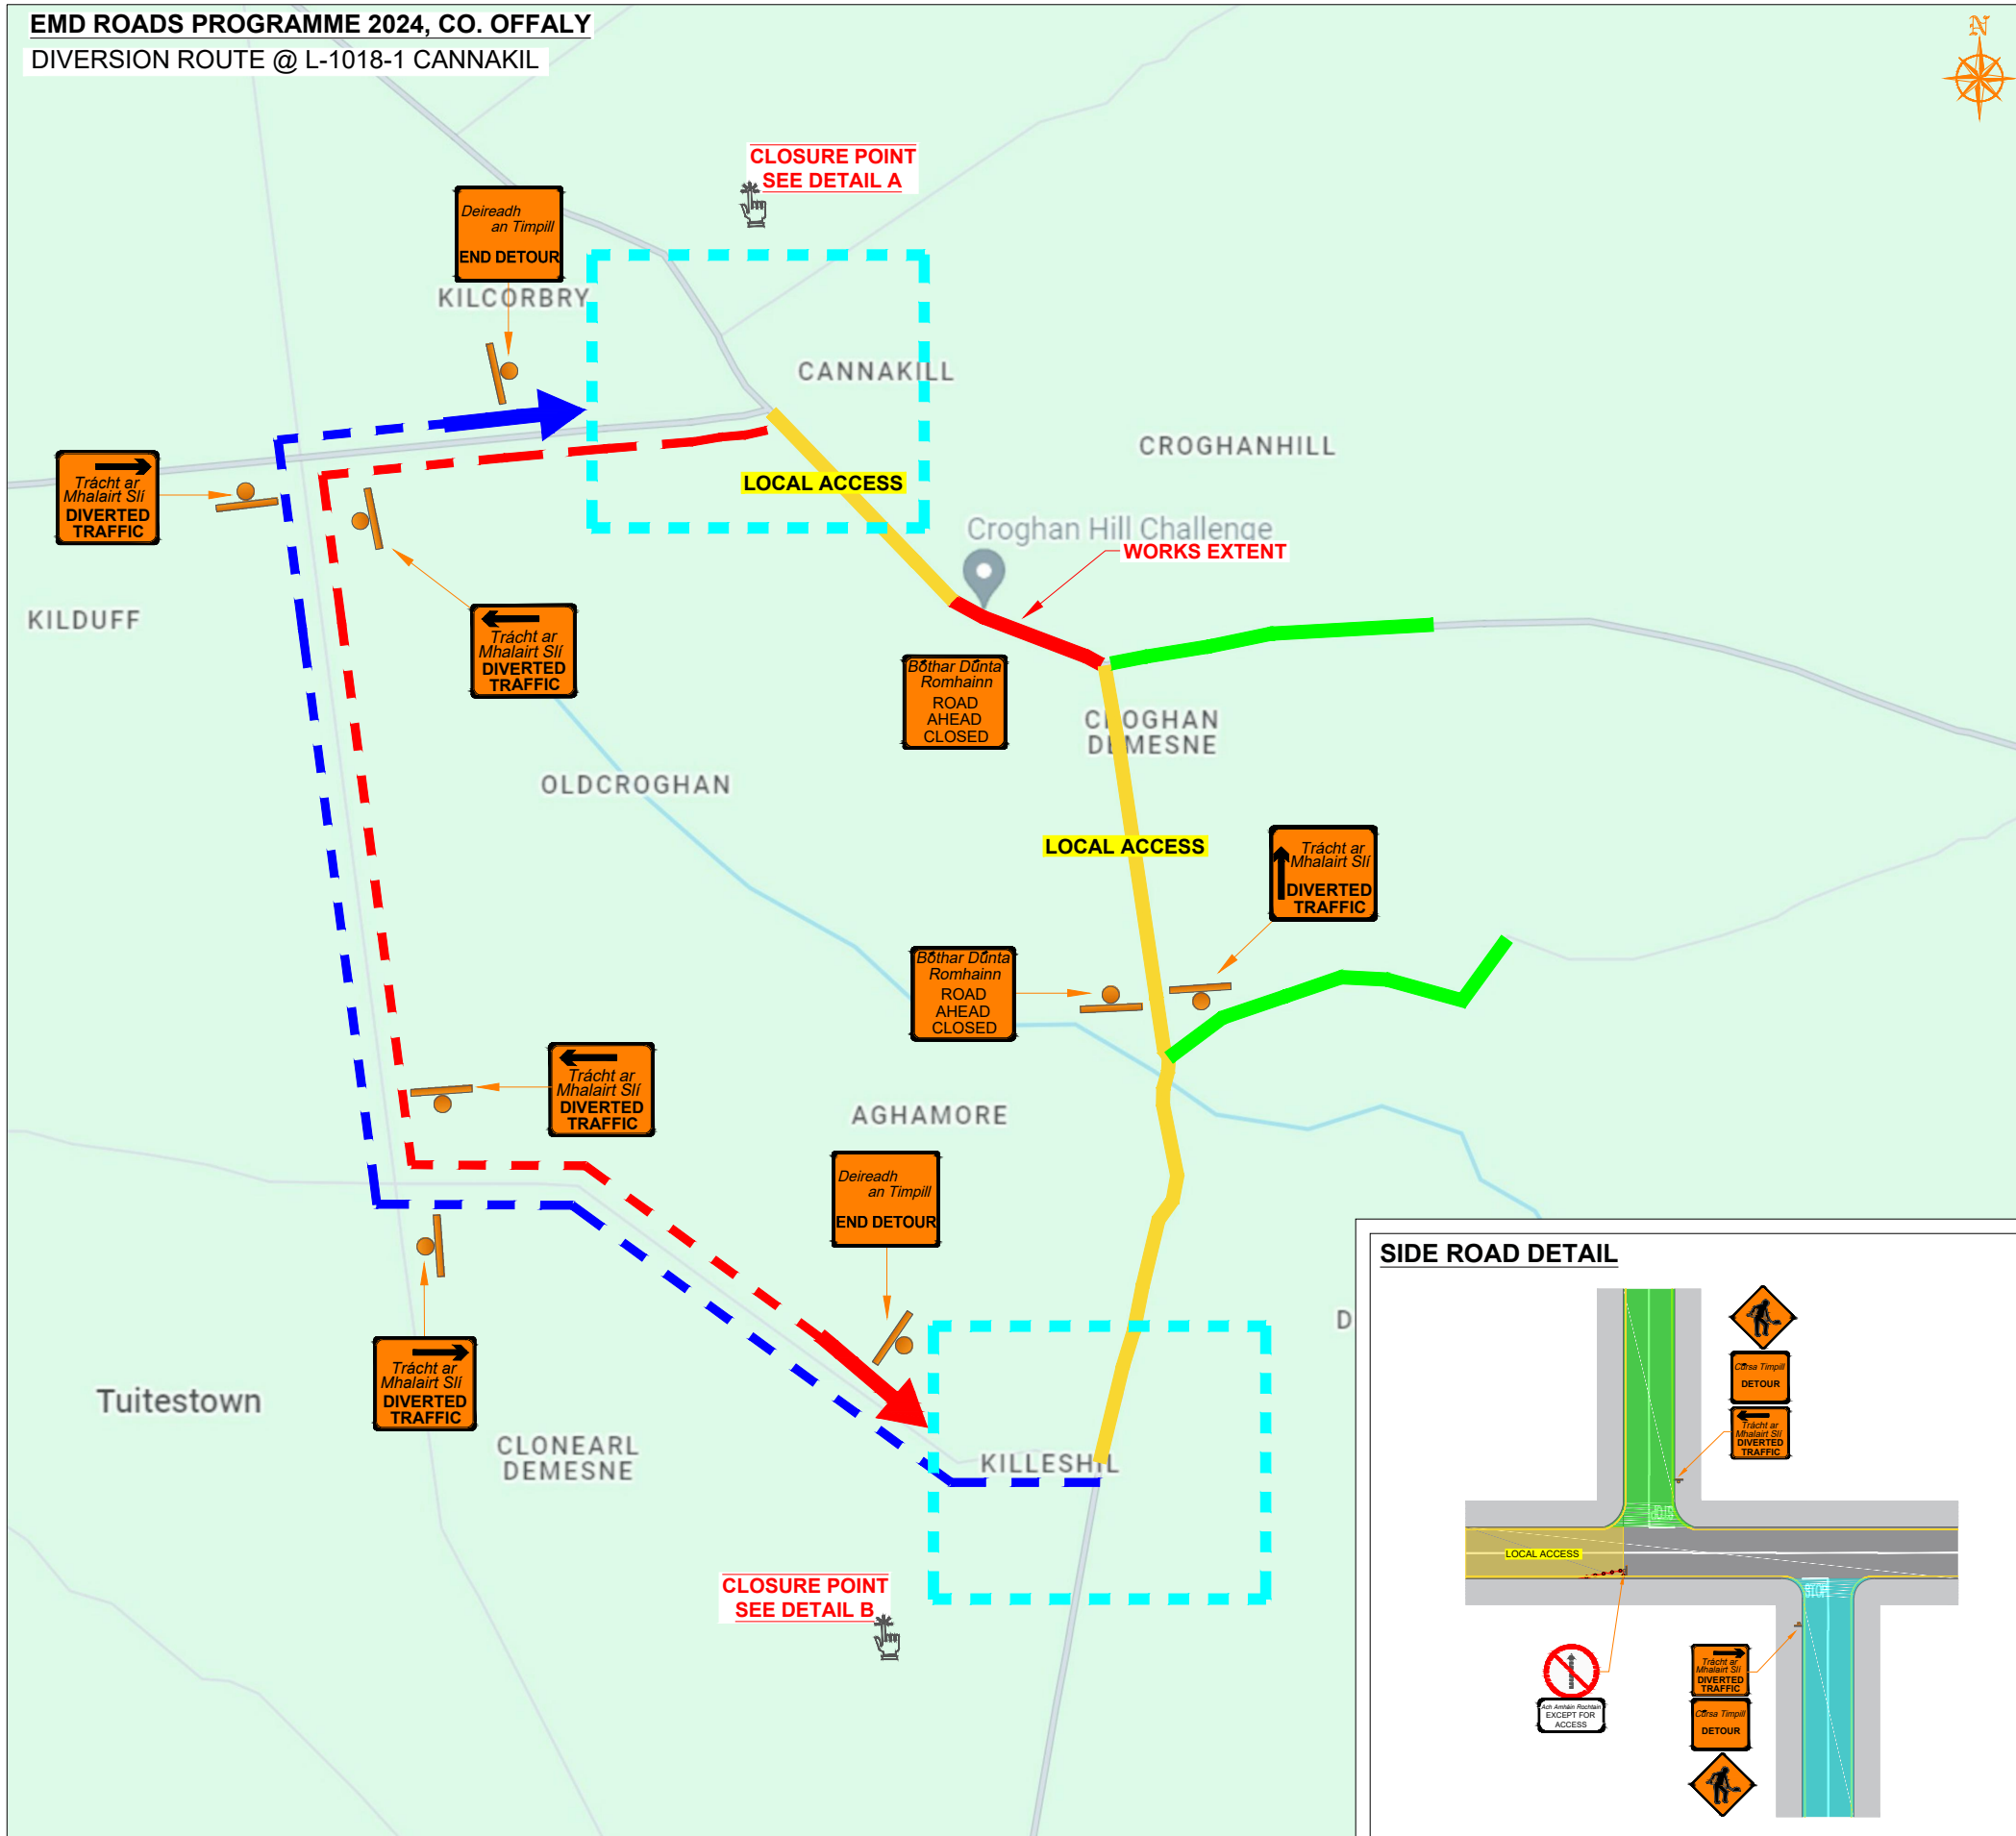 EMD ROADS PROGRAMME 2024, CO. OFFALY
DIVERSION ROUTE @ L-1018-1 CANNAKIL
N
CLOSURE POINT
SEE DETAIL A
Deireadh
an Timpill
END DETOUR
KILCORBRY
CANNAKILL
CROGHANHILL
Trácht ar
Mhalairt Slí
DIVERTED
TRAFFIC
LOCAL ACCESS
Croghan Hill Challenge
WORKS EXTENT
KILDUFF
Trácht ar
Mhalairt Slí
DIVERTED
TRAFFIC
Bóthar Dúnta
Romhainn
ROAD
AHEAD
CLOSED
CROGHAN
DEMESNE
OLDCROGHAN
LOCAL ACCESS
Trácht ar
Mhalairt Slí
DIVERTED
TRAFFIC
Bóthar Dúnta
Romhainn
ROAD
AHEAD
CLOSED
Trácht ar
Mhalairt Slí
DIVERTED
TRAFFIC
AGHAMORE
Deireadh
an Timpill
END DETOUR
D
Trácht ar
Mhalairt Slí
DIVERTED
TRAFFIC
Tuitestown
CLONEARL
DEMESNE
KILLESHIL
CLOSURE POINT
SEE DETAIL B
SIDE ROAD DETAIL
Cúrsa Timpill
DETOUR
Trácht ar
Mhalairt Slí
DIVERTED
TRAFFIC
STOP
LOCAL ACCESS
STOP
Ach Amháin Rochtain
EXCEPT FOR
ACCESS
Trácht ar
Mhalairt Slí
DIVERTED
TRAFFIC
Cúrsa Timpill
DETOUR